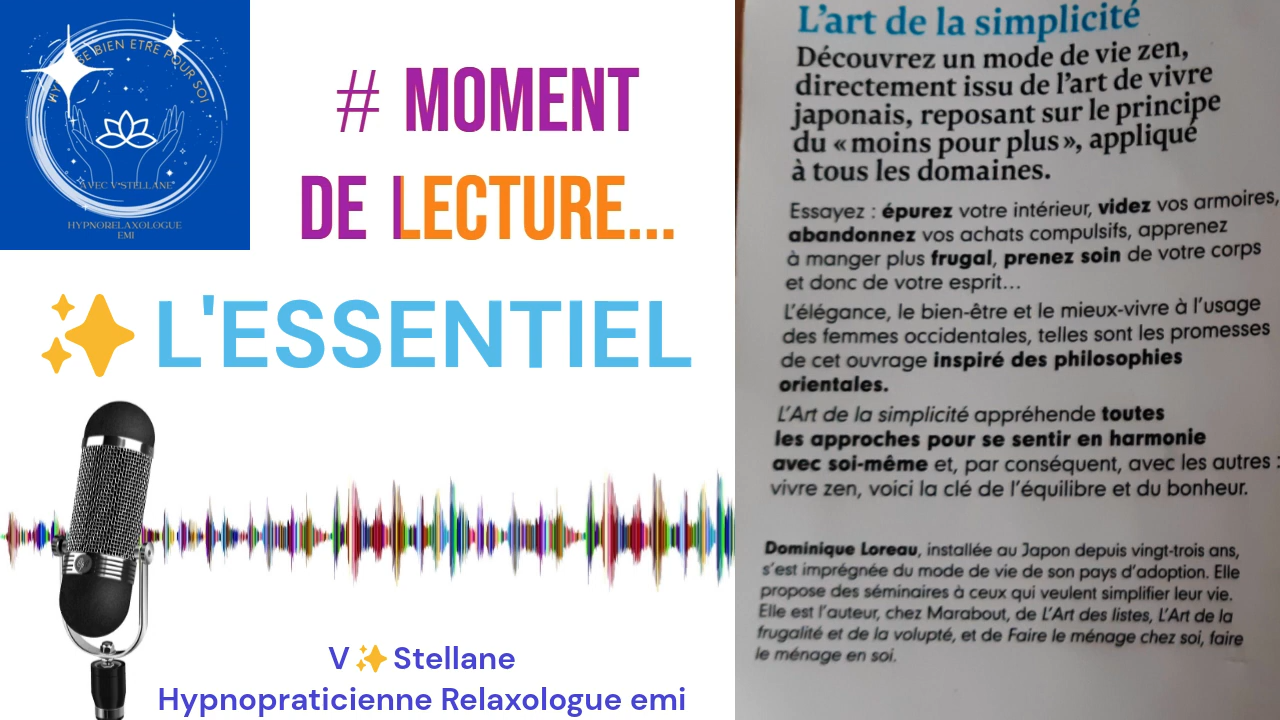 BIEN ETRE POUR SOI
AVEC V*STELLANE
HYPNORELAXOLOGUE
EMI
# MOMENT
DE LECTURE...
L'ESSENTIEL
V✨Stellane
Hypnopraticienne Relaxologue emi
L'art de la simplicité
Découvrez un mode de vie zen,
directement issu de l'art de vivre
japonais, reposant sur le principe
du « moins pour plus », appliqué
à tous les domaines.
Essayez : épurez votre intérieur, videz vos armoires,
abandonnez vos achats compulsifs, apprenez
à manger plus frugal, prenez soin de votre corps
et donc de votre esprit...
L'élégance, le bien-être et le mieux-vivre à l'usage
des femmes occidentales, telles sont les promesses
de cet ouvrage inspiré des philosophies
orientales.
L'Art de la simplicité appréhende toutes
les approches pour se sentir en harmonie
avec soi-même et, par conséquent, avec les autres :
vivre zen, voici la clé de l'équilibre et du bonheur.
Dominique Loreau, installée au Japon depuis vingt-trois ans,
s'est imprégnée du mode de vie de son pays d'adoption. Elle
propose des séminaires à ceux qui veulent simplifier leur vie.
Elle est l'auteur, chez Marabout, de L'Art des listes, L'Art de la
frugalité et de la volupté, et de Faire le ménage chez soi, faire
le ménage en soi.